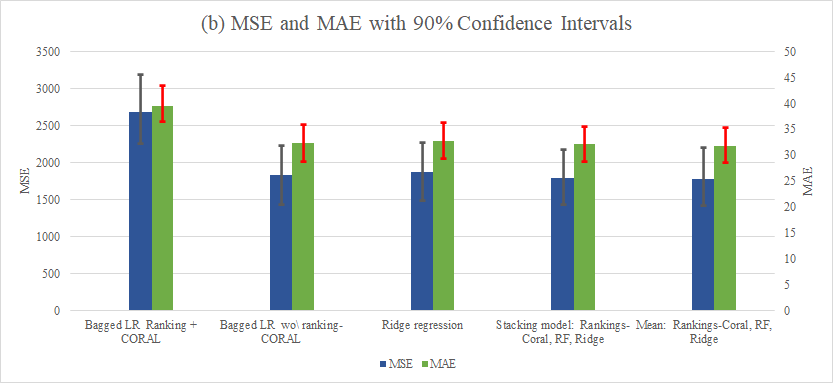 (b) MSE and MAE with 90% Confidence Intervals
3500
3000
2500
2000
1500
1000
500
0
MSE
50
45
40
35
30
25
20
15
10
5
0
MAE
Bagged LR Ranking +
CORAL
Bagged LR wo\ ranking-
CORAL
Ridge regression
Stacking model: Rankings-
Coral, RF, Ridge
Mean: Rankings-Coral, RF,
Ridge
MSE MAE